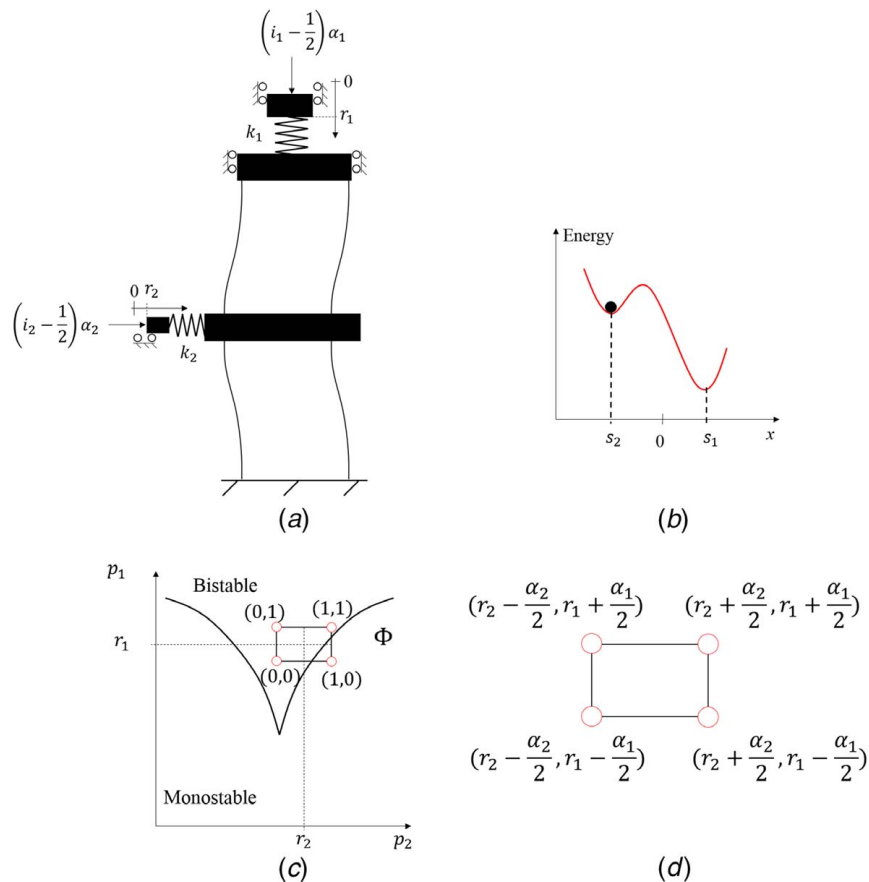 (i₁ − 1/2) α₁
0
r₁
k₁
0 r₂
(i₂ − 1/2) α₂
k₂
(a)
Energy
s₂ 0 s₁ x
(b)
p₁
Bistable
(0,1) (1,1)
r₁ Φ
(0,0) (1,0)
Monostable
r₂ p₂
(c)
(r₂ − α₂/2, r₁ + α₁/2) (r₂ + α₂/2, r₁ + α₁/2)
(r₂ − α₂/2, r₁ − α₁/2) (r₂ + α₂/2, r₁ − α₁/2)
(d)